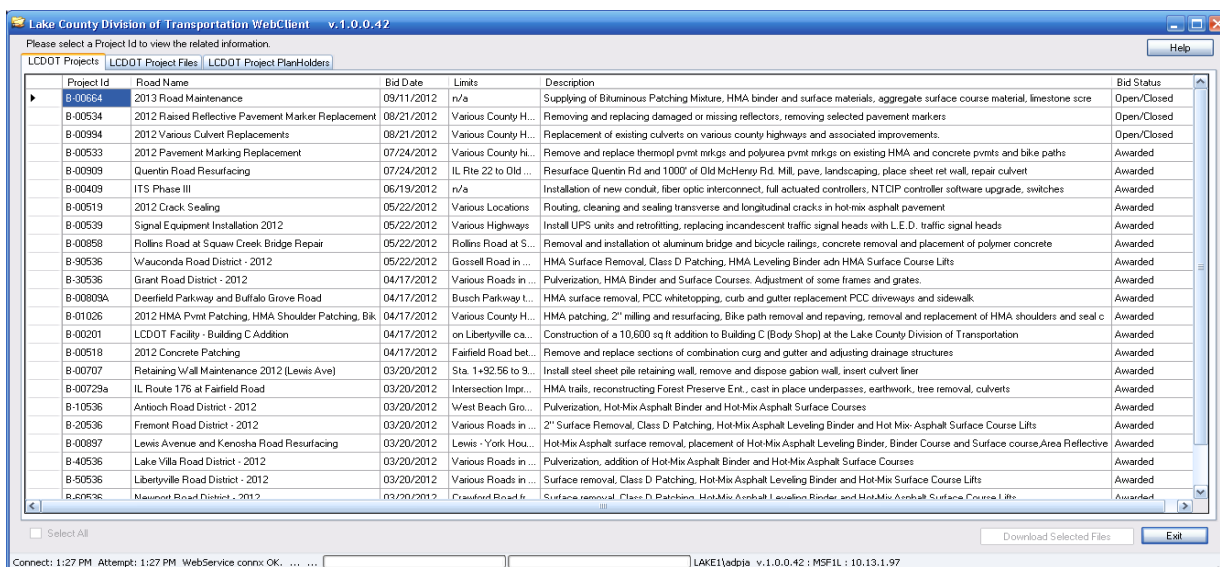 Lake County Division of Transportation WebClient v.1.0.0.42
Please select a Project Id to view the related information.
Help
LCDOT Projects LCDOT Project Files LCDOT Project PlanHolders
Project Id Road Name Bid Date Limits Description Bid Status
B-00664 2013 Road Maintenance 09/11/2012 n/a Supplying of Bituminous Patching Mixture, HMA binder and surface materials, aggregate surface course material, limestone scre Open/Closed
B-00534 2012 Raised Reflective Pavement Marker Replacement 08/21/2012 Various County H... Removing and replacing damaged or missing reflectors, removing selected pavement markers Open/Closed
B-00994 2012 Various Culvert Replacements 08/21/2012 Various County H... Replacement of existing culverts on various county highways and associated improvements. Open/Closed
B-00533 2012 Pavement Marking Replacement 07/24/2012 Various County hi... Remove and replace thermopl pvmt mrkgs and polyurea pvmt mrkgs on existing HMA and concrete pvmts and bike paths Awarded
B-00909 Quentin Road Resurfacing 07/24/2012 IL Rte 22 to Old ... Resurface Quentin Rd and 1000' of Old McHenry Rd. Mill, pave, landscaping, place sheet ret wall, repair culvert Awarded
B-00409 ITS Phase III 06/19/2012 n/a Installation of new conduit, fiber optic interconnect, full actuated controllers, NTCIP controller software upgrade, switches Awarded
B-00519 2012 Crack Sealing 05/22/2012 Various Locations Routing, cleaning and sealing transverse and longitudinal cracks in hot-mix asphalt pavement Awarded
B-00539 Signal Equipment Installation 2012 05/22/2012 Various Highways Install UPS units and retrofitting, replacing incandescent traffic signal heads with L.E.D. traffic signal heads Awarded
B-00858 Rollins Road at Squaw Creek Bridge Repair 05/22/2012 Rollins Road at S... Removal and installation ot aluminum bridge and bicycle railings, concrete removal and placement of polymer concrete Awarded
B-90536 Wauconda Road District - 2012 05/22/2012 Gossell Road in ... HMA Surface Removal, Class D Patching, HMA Leveling Binder adn HMA Surface Course Lifts Awarded
B-30536 Grant Road District - 2012 04/17/2012 Various Roads in ... Pulverization, HMA Binder and Surface Courses. Adjustment of some frames and grates. Awarded
B-00809A Deerfield Parkway and Buffalo Grove Road 04/17/2012 Busch Parkway t... HMA surface removal, PCC whitetopping, curb and gutter replacement PCC driveways and sidewalk Awarded
B-01026 2012 HMA Pvmt Patching, HMA Shoulder Patching, Bik 04/17/2012 Various County H... HMA patching, 2" milling and resurfacing, Bike path removal and repaving, removal and replacement of HMA shoulders and seal c Awarded
B-00201 LCDOT Facility - Building C Addition 04/17/2012 on Libertyville ca... Construction of a 10,600 sq ft addition to Building C (Body Shop) at the Lake County Division of Transportation Awarded
B-00518 2012 Concrete Patching 04/17/2012 Fairfield Road bet... Remove and replace sections of combination curg and gutter and adjusting drainage structures Awarded
B-00707 Retaining Wall Maintenance 2012 (Lewis Ave) 03/20/2012 Sta. 1+92.56 to 9... Install steel sheet pile retaining wall, remove and dispose gabion wall, insert culvert liner Awarded
B-00729a IL Route 176 at Fairfield Road 03/20/2012 Intersection Impr... HMA trails, reconstructing Forest Preserve Ent., cast in place underpasses, earthwork, tree removal, culverts Awarded
B-10536 Antioch Road District - 2012 03/20/2012 West Beach Gro... Pulverization, Hot-Mix Asphalt Binder and Hot-Mix Asphalt Surface Courses Awarded
B-20536 Fremont Road District - 2012 03/20/2012 Various Roads in ... 2" Surface Removal, Class D Patching, Hot-Mix Asphalt Leveling Binder and Hot Mix- Asphalt Surface Course Lifts Awarded
B-00897 Lewis Avenue and Kenosha Road Resurfacing 03/20/2012 Lewis - York Hou... Hot-Mix Asphalt surface removal, placement of Hot-Mix Asphalt Leveling Binder, Binder Course and Surface course,Area Reflective Awarded
B-40536 Lake Villa Road District - 2012 03/20/2012 Various Roads in ... Pulverization, addition of Hot-Mix Asphalt Binder and Hot-Mix Asphalt Surface Courses Awarded
B-50536 Libertyville Road District - 2012 03/20/2012 Various Roads in ... Surface removal, Class D Patching, Hot-Mix Asphalt Leveling Binder and Hot-Mix Surface Course Lifts Awarded
B-60536 Newport Road District - 2012 03/20/2012 Crawford Road fr... Surface removal, Class D Patching, Hot-Mix Asphalt Leveling Binder and Hot-Mix Asphalt Surface Course Lifts Awarded
Select All Download Selected Files Exit
Connect: 1:27 PM Attempt: 1:27 PM WebService connx OK. ... ... LAKE1\adpja v.1.0.0.42 : MSF1L : 10.13.1.97